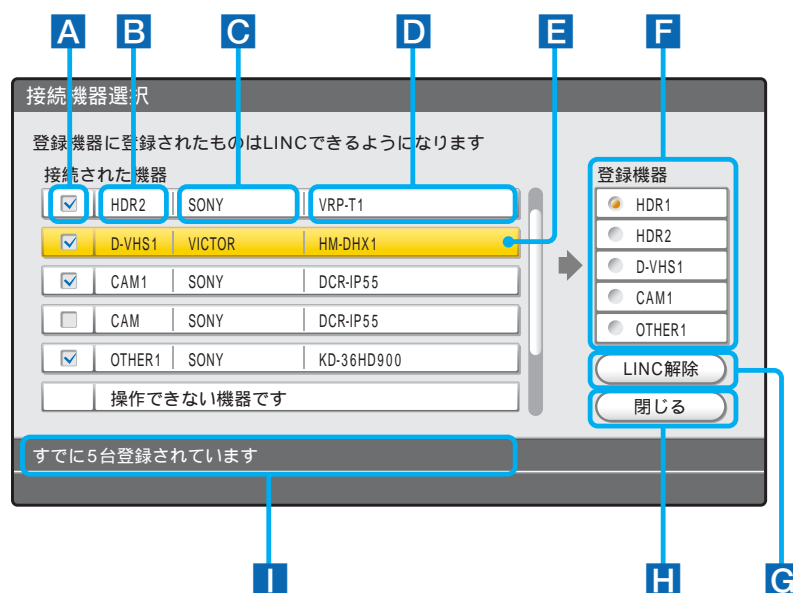 A B C D E F
接続機器選択
登録機器に登録されたものはLINCできるようになります
接続された機器
HDR2 SONY VRP-T1
D-VHS1 VICTOR HM-DHX1
CAM1 SONY DCR-IP55
CAM SONY DCR-IP55
OTHER1 SONY KD-36HD900
操作できない機器です
登録機器
HDR1
HDR2
D-VHS1
CAM1
OTHER1
LINC解除
閉じる
すでに5台登録されています
I H G